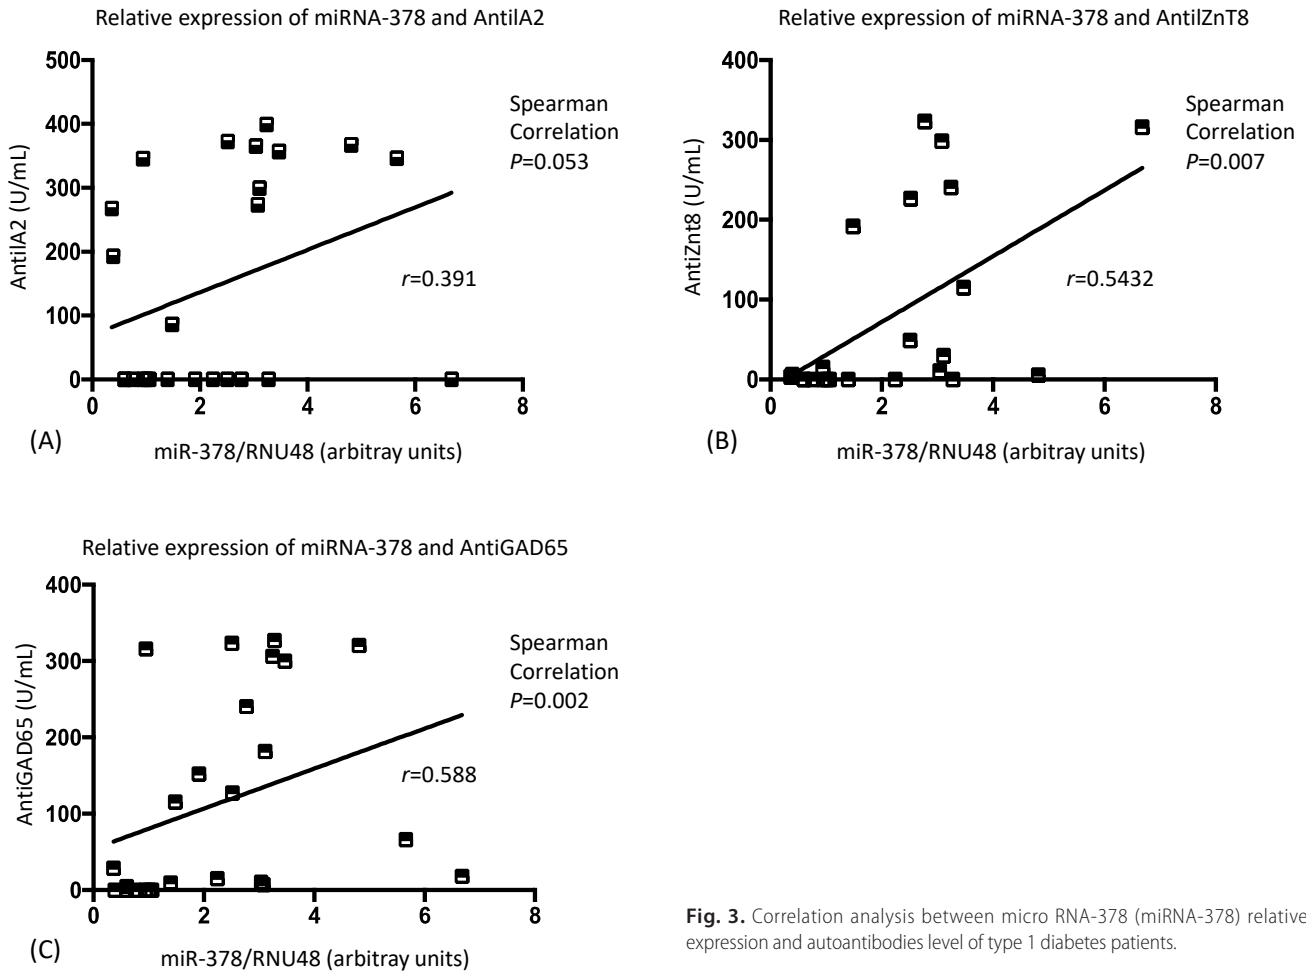 Relative expression of miRNA-378 and AntiIA2
500
400
300
200
100
0
AntiIA2 (U/mL)
Spearman
Correlation
P=0.053
r=0.391
0 2 4 6 8
(A)
miR-378/RNU48 (arbitray units)
Relative expression of miRNA-378 and AntiIZnT8
400
300
200
100
0
AntiZnt8 (U/mL)
Spearman
Correlation
P=0.007
r=0.5432
0 2 4 6 8
(B)
miR-378/RNU48 (arbitray units)
Relative expression of miRNA-378 and AntiGAD65
400
300
200
100
0
AntiGAD65 (U/mL)
Spearman
Correlation
P=0.002
r=0.588
0 2 4 6 8
(C)
miR-378/RNU48 (arbitray units)
Fig. 3. Correlation analysis between micro RNA-378 (miRNA-378) relative
expression and autoantibodies level of type 1 diabetes patients.